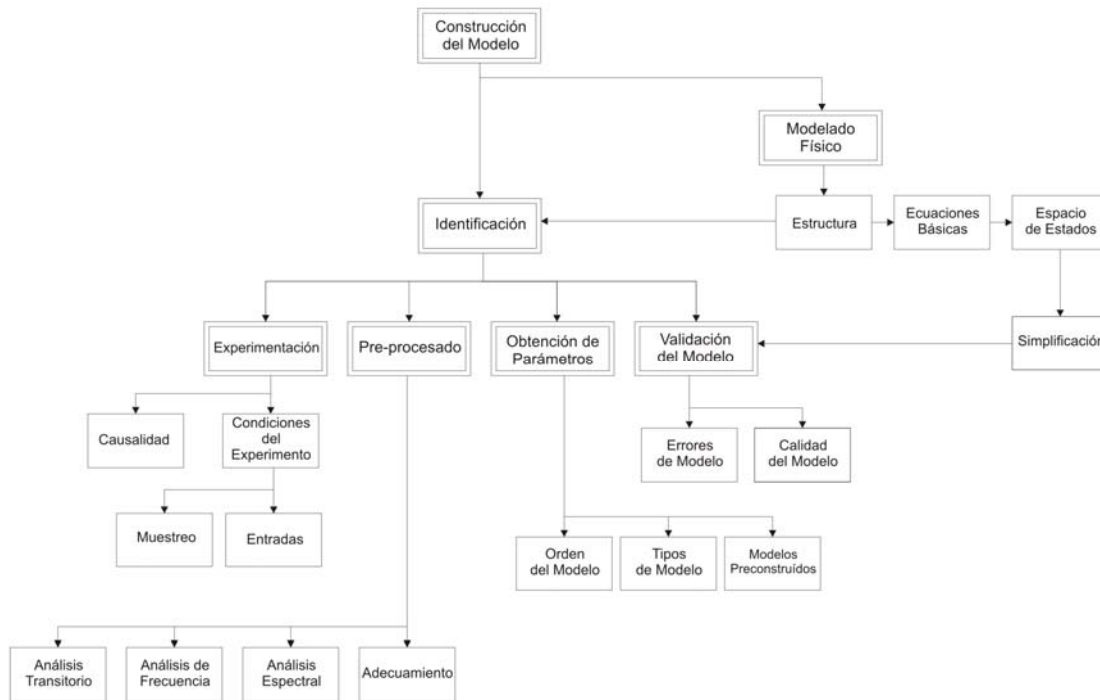 Construcción
del Modelo
Modelado
Físico
Identificación
Estructura
Ecuaciones
Básicas
Espacio
de Estados
Experimentación
Pre-procesado
Obtención de
Parámetros
Validación
del Modelo
Simplificación
Causalidad
Condiciones
del
Experimento
Errores
de Modelo
Calidad
del Modelo
Muestreo
Entradas
Orden
del Modelo
Tipos
de Modelo
Modelos
Preconstruídos
Análisis
Transitorio
Análisis de
Frecuencia
Análisis
Espectral
Adecuamiento